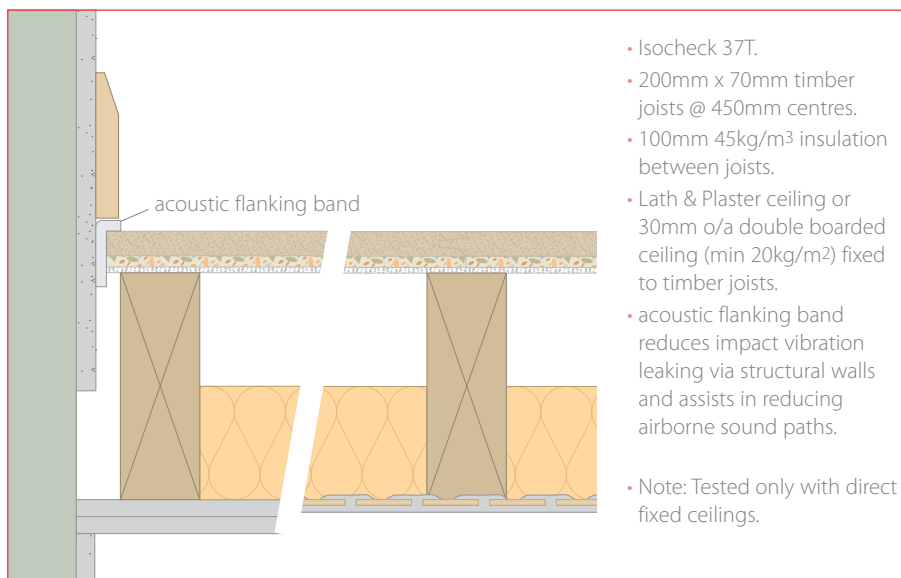 acoustic flanking band
• Isocheck 37T.
• 200mm x 70mm timber
joists @ 450mm centres.
• 100mm 45kg/m3 insulation
between joists.
• Lath & Plaster ceiling or
30mm o/a double boarded
ceiling (min 20kg/m2) fixed
to timber joists.
• acoustic flanking band
reduces impact vibration
leaking via structural walls
and assists in reducing
airborne sound paths.
• Note: Tested only with direct
fixed ceilings.